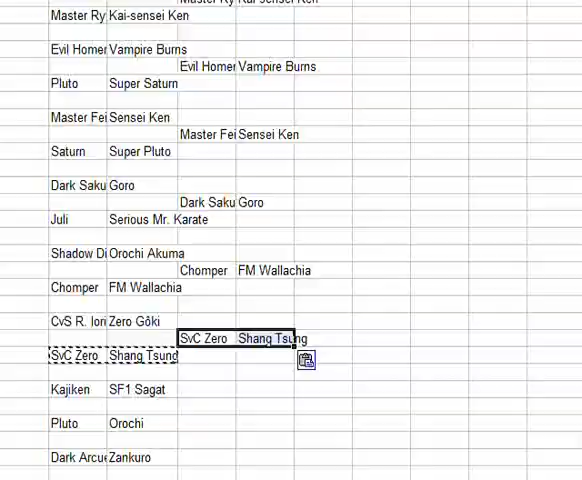 Master Ry Kai-sensei Ken
Evil Homer Vampire Burns
Evil Homer Vampire Burns
Pluto Super Saturn
Master Fei Sensei Ken
Master Fei Sensei Ken
Saturn Super Pluto
Dark Saku Goro
Dark Saku Goro
Juli Serious Mr. Karate
Shadow Di Orochi Akuma
Chomper FM Wallachia
Chomper FM Wallachia
CvS R. Iori Zero Gôki
SvC Zero Shang Tsung
SvC Zero Shang Tsung
Kajiken SF1 Sagat
Pluto Orochi
Dark Arcue Zankuro